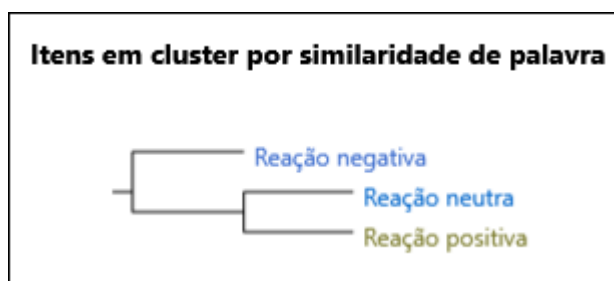 Itens em cluster por similaridade de palavra
Reação negativa
Reação neutra
Reação positiva